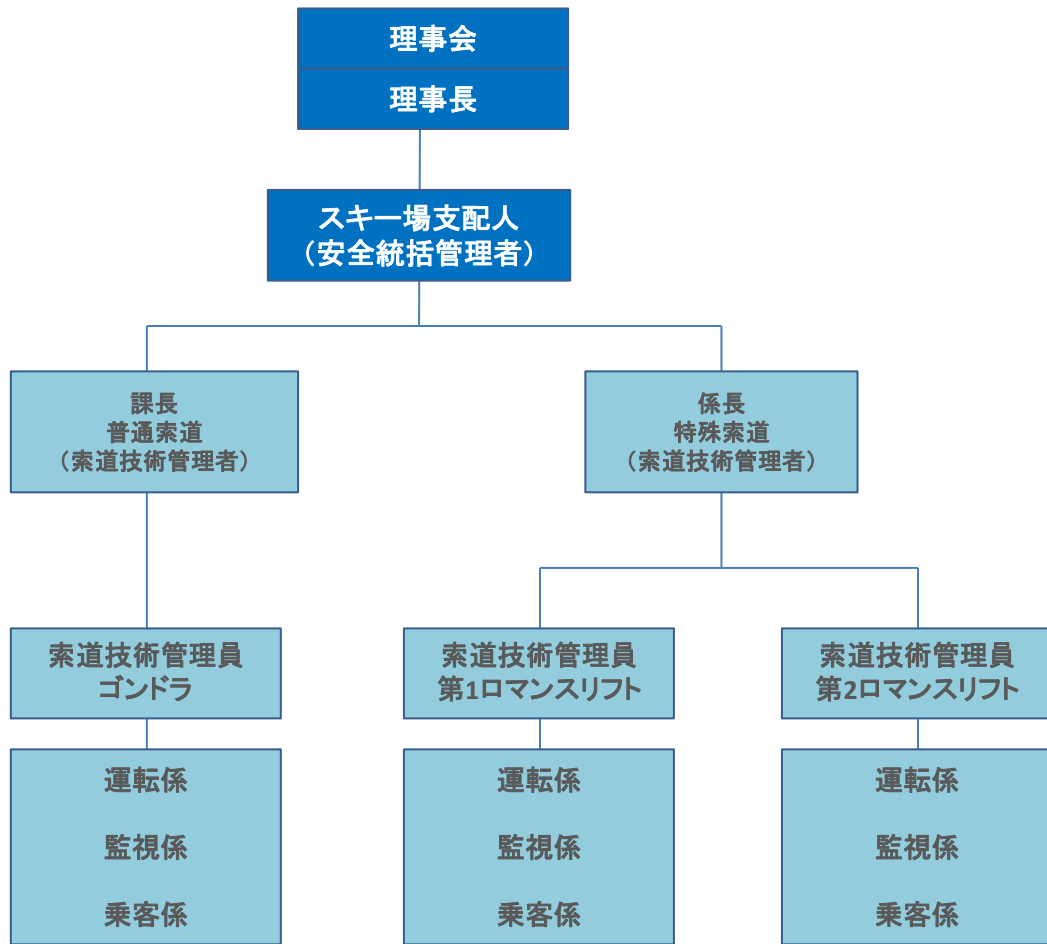 理事会
理事長
スキー場支配人
（安全統括管理者）
課長
普通索道
（索道技術管理者）
係長
特殊索道
（索道技術管理者）
索道技術管理員
ゴンドラ
索道技術管理員
第1ロマンスリフト
索道技術管理員
第2ロマンスリフト
運転係
監視係
乗客係
運転係
監視係
乗客係
運転係
監視係
乗客係